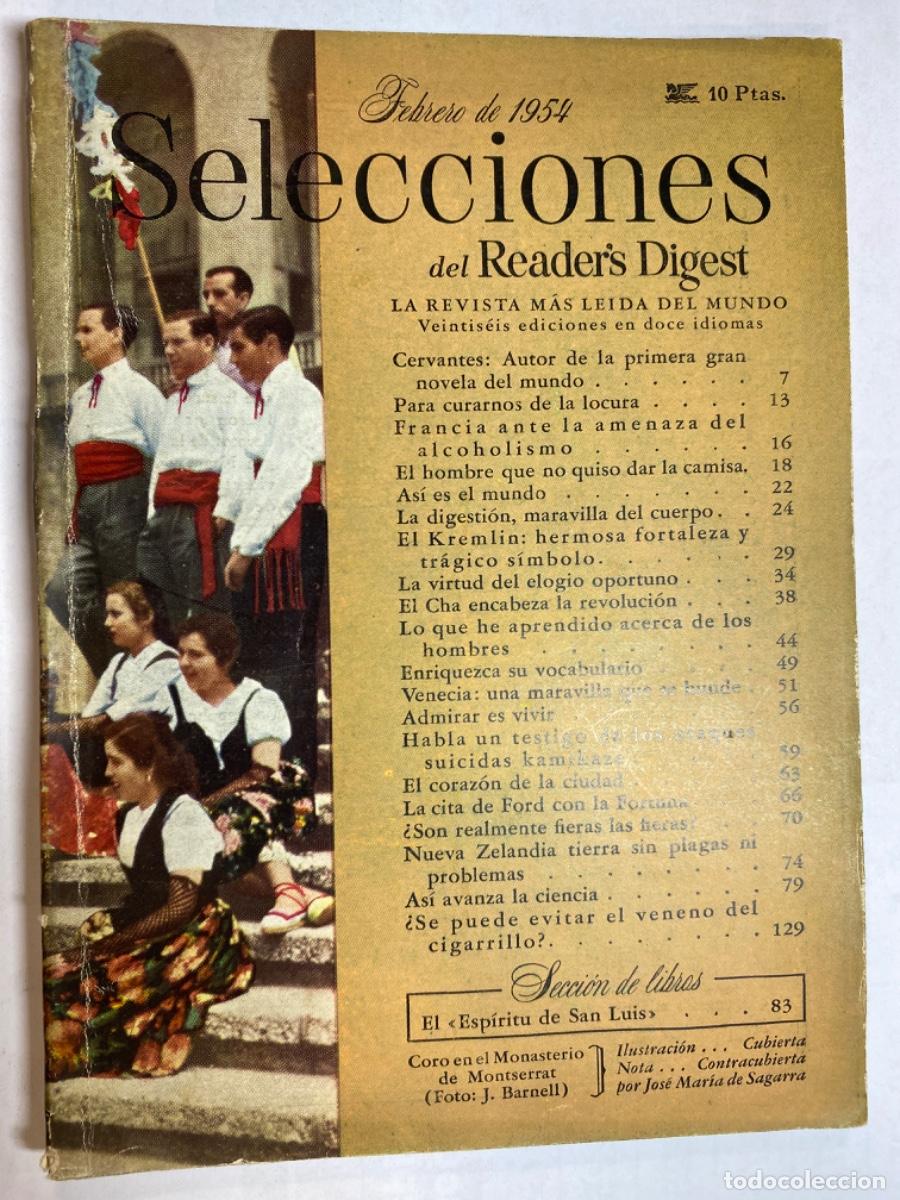 Febrero de 1954
10 Ptas.
Selecciones
del Reader's Digest
LA REVISTA MÁS LEIDA DEL MUNDO
Veintiséis ediciones en doce idiomas
Cervantes: Autor de la primera gran
novela del mundo . . . . . . 7
Para curarnos de la locura . . . . 13
Francia ante la amenaza del
alcoholismo . . . . . . 16
El hombre que no quiso dar la camisa. 18
Así es el mundo . . . . . . . 22
La digestión, maravilla del cuerpo. . 24
El Kremlin: hermosa fortaleza y
trágico símbolo. . . . . . 29
La virtud del elogio oportuno . . . 34
El Cha encabeza la revolución . . . 38
Lo que he aprendido acerca de los
hombres . . . . . . . . 44
Enriquezca su vocabulario . . . . 49
Venecia: una maravilla que se hunde . 51
Admirar es vivir . . . . . . . 56
Habla un testigo de los ataques
suicidas kamikaze . . . . . 59
El corazón de la ciudad . . . . . 63
La cita de Ford con la Fortuna . . . 66
¿Son realmente fieras las fieras? . . 70
Nueva Zelandia tierra sin plagas ni
problemas . . . . . . . . 74
Así avanza la ciencia . . . . . . 79
¿Se puede evitar el veneno del
cigarrillo?. . . . . . . . 129
Sección de libros
El «Espíritu de San Luis» . . . 83
Coro en el Monasterio
de Montserrat
(Foto: J. Barnell)
Ilustración . . . Cubierta
Nota . . . Contracubierta
por José María de Sagarra
todocoleccion